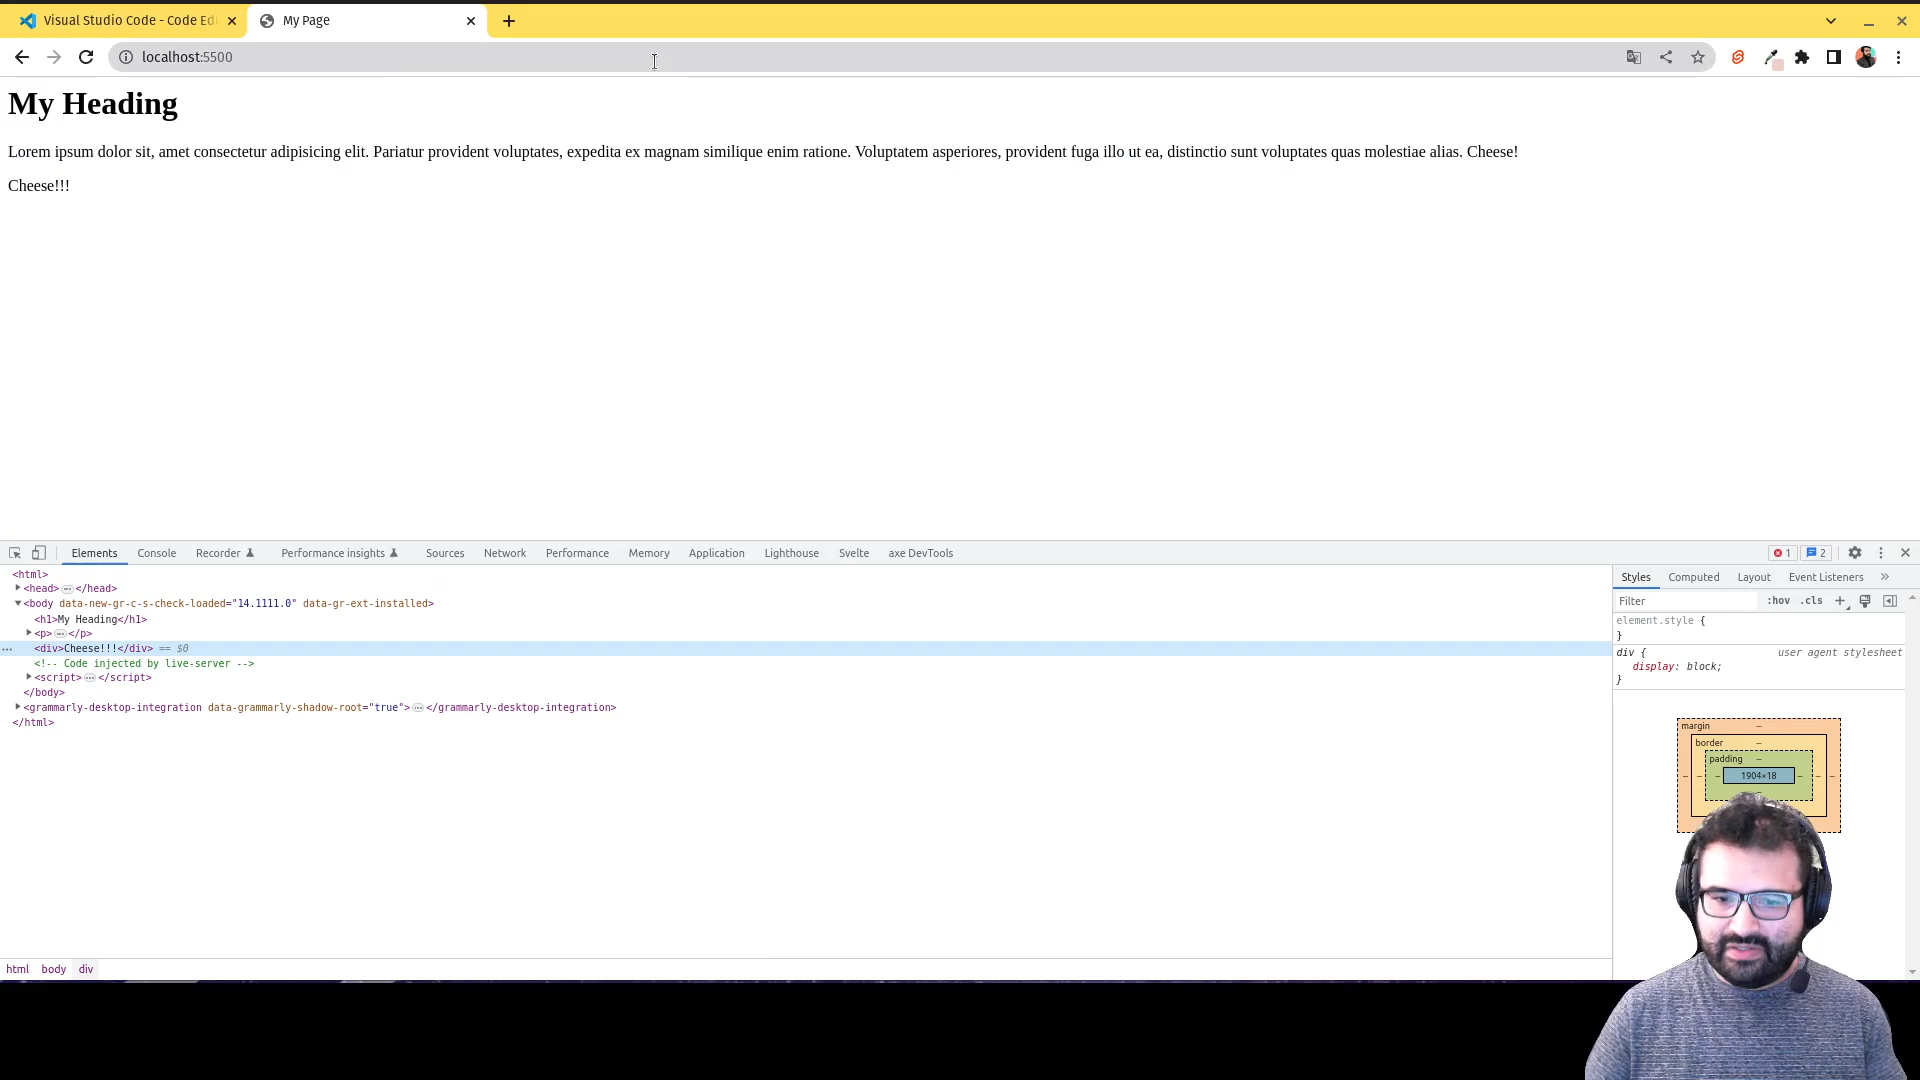 Visual Studio Code - Code Ed
My Page
localhost:5500
My Heading
Lorem ipsum dolor sit, amet consectetur adipisicing elit. Pariatur provident voluptates, expedita ex magnam similique enim ratione. Voluptatem asperiores, provident fuga illo ut ea, distinctio sunt voluptates quas molestiae alias. Cheese!
Cheese!!!
Elements Console Recorder Performance insights Sources Network Performance Memory Application Lighthouse Svelte axe DevTools 1 2
<html>
<head>…</head>
<body data-new-gr-c-s-check-loaded="14.1111.0" data-gr-ext-installed>
<h1>My Heading</h1>
<p>…</p>
… <div>Cheese!!!</div> == $0
<!-- Code injected by live-server -->
<script>…</script>
</body>
<grammarly-desktop-integration data-grammarly-shadow-root="true">…</grammarly-desktop-integration>
</html>
html body div
Styles Computed Layout Event Listeners »
Filter :hov .cls +
element.style {
}
div { user agent stylesheet
display: block;
}
margin –
border –
padding –
– – – 1904×18 – – –